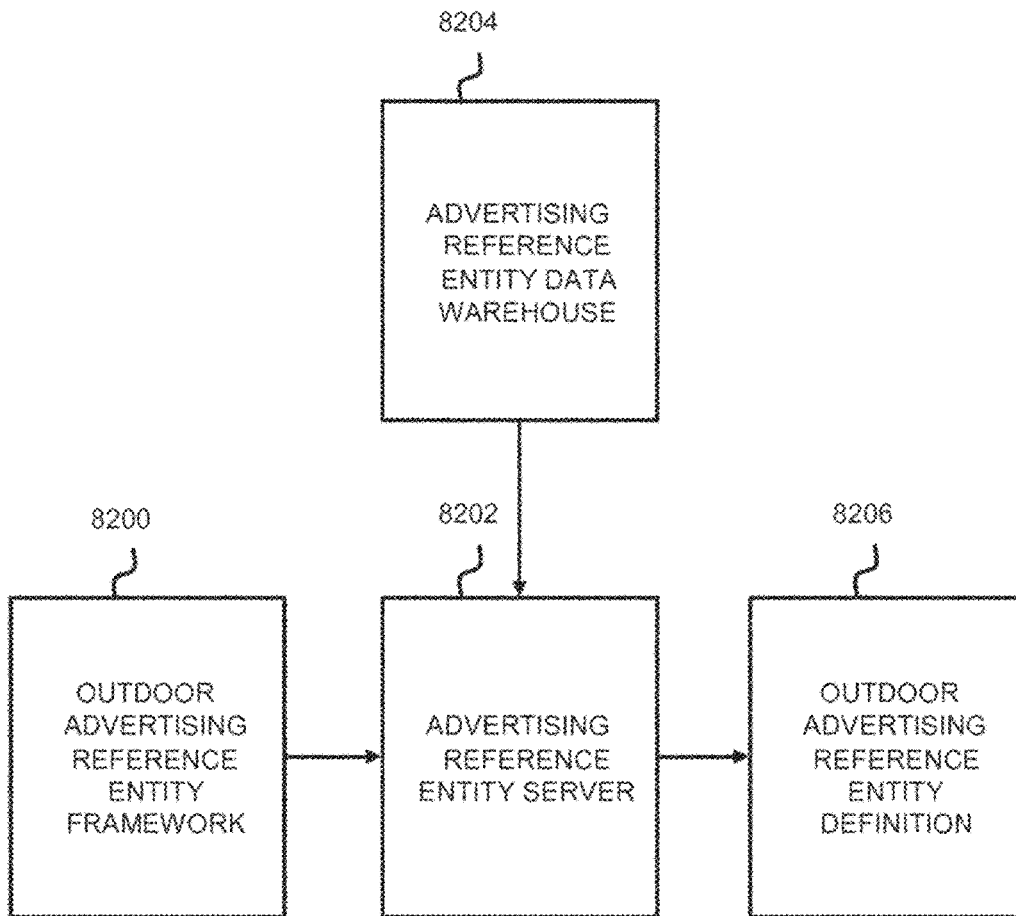 8204
ADVERTISING
REFERENCE
ENTITY DATA
WAREHOUSE
8200
8202
8206
OUTDOOR
ADVERTISING
REFERENCE
ENTITY
FRAMEWORK
ADVERTISING
REFERENCE
ENTITY SERVER
OUTDOOR
ADVERTISING
REFERENCE
ENTITY
DEFINITION